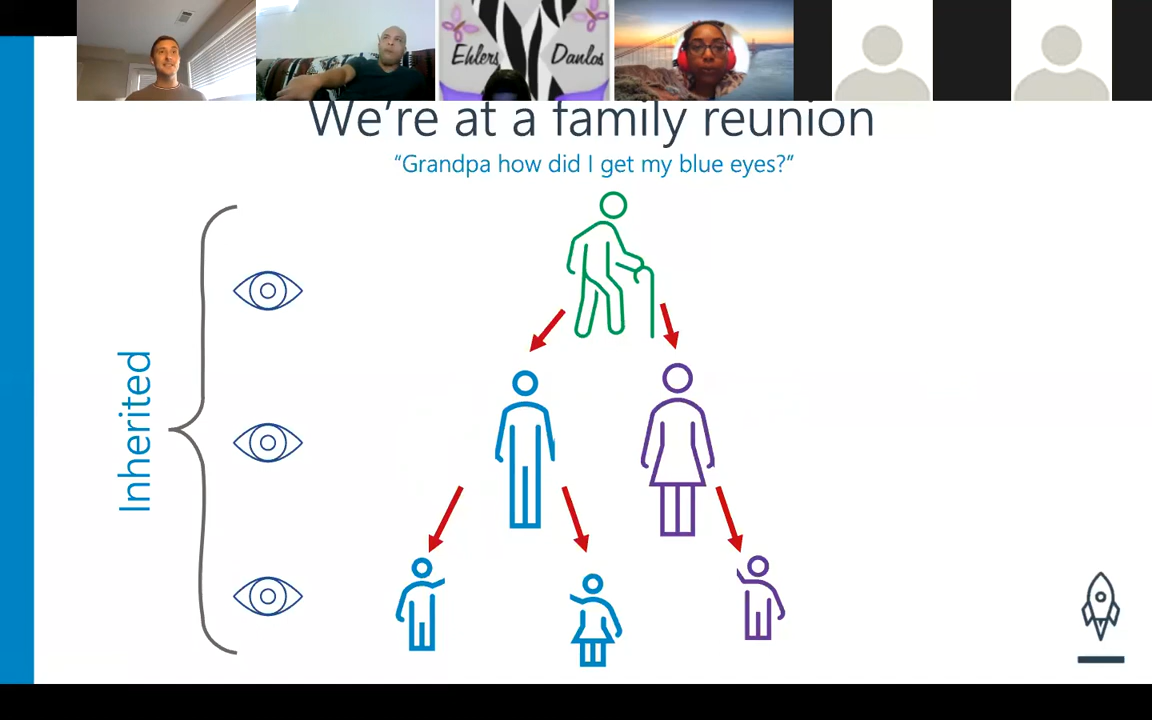 Ehlers Danlos
We're at a family reunion
“Grandpa how did I get my blue eyes?”
Inherited